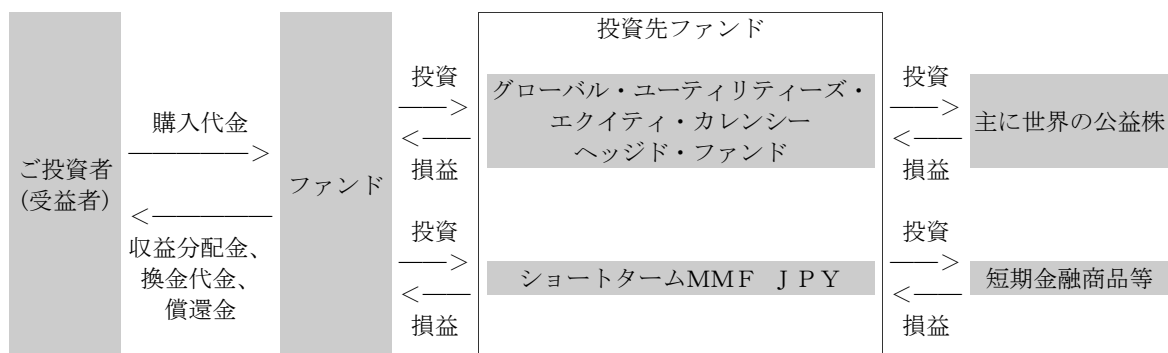 投資先ファンド
ご投資者
(受益者)
購入代金
――――――>
<――――――
収益分配金、
換金代金、
償還金
ファンド
投資
――>
<――
損益
グローバル・ユーティリティーズ・
エクイティ・カレンシー
ヘッジド・ファンド
投資
――>
<――
損益
主に世界の公益株
投資
――>
<――
損益
ショートタームMMF JPY
投資
――>
<――
損益
短期金融商品等